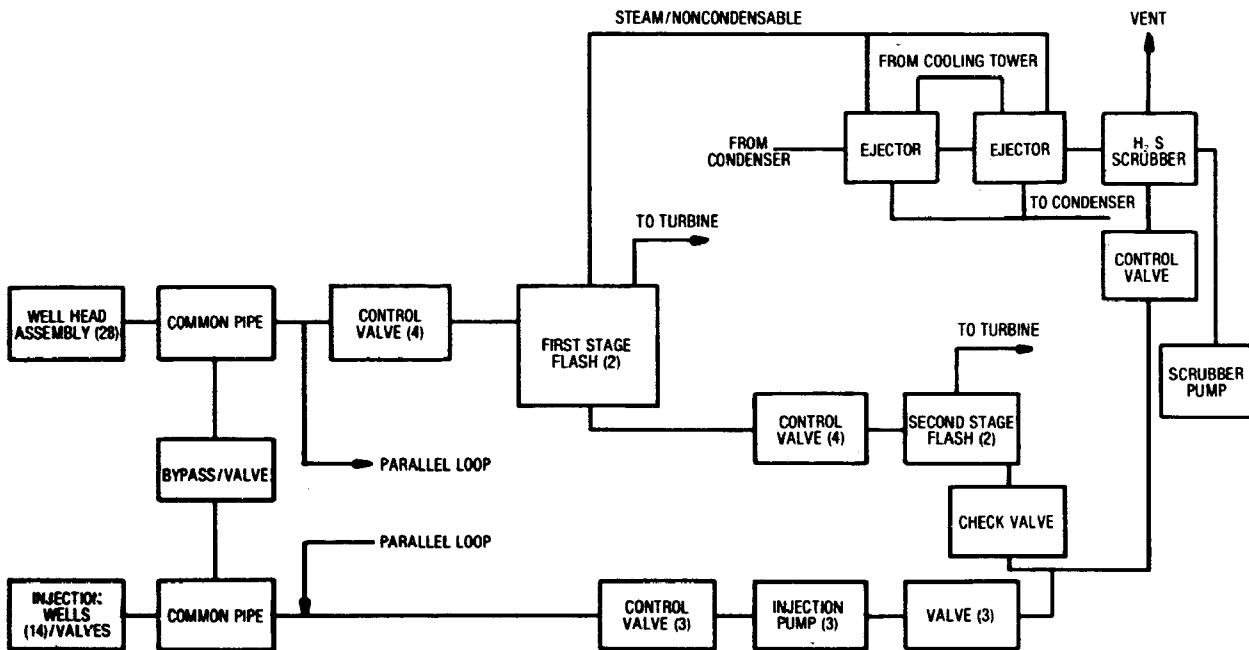 STEAM/NONCONDENSABLE
VENT
FROM COOLING TOWER
FROM
CONDENSER
EJECTOR
EJECTOR
H2 S
SCRUBBER
TO CONDENSER
TO TURBINE
CONTROL
VALVE
WELL HEAD
ASSEMBLY (28)
COMMON PIPE
CONTROL
VALVE (4)
FIRST STAGE
FLASH (2)
TO TURBINE
SCRUBBER
PUMP
CONTROL
VALVE (4)
SECOND STAGE
FLASH (2)
BYPASS/VALVE
PARALLEL LOOP
CHECK VALVE
PARALLEL LOOP
INJECTION
WELLS
(14)/VALVES
COMMON PIPE
CONTROL
VALVE (3)
INJECTION
PUMP (3)
VALVE (3)